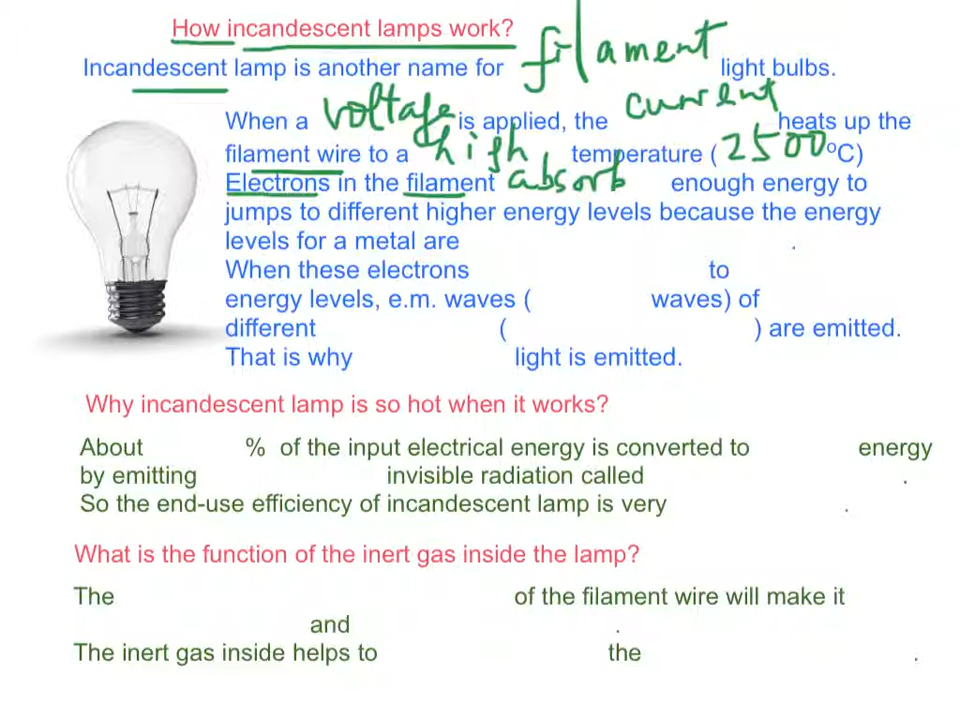 How incandescent lamps work?
Incandescent lamp is another name for filament light bulbs.
When a voltage is applied, the current heats up the
filament wire to a high temperature ( 2500 °C)
Electrons in the filament absorb enough energy to
jumps to different higher energy levels because the energy
levels for a metal are .
When these electrons to
energy levels, e.m. waves ( waves) of
different ( ) are emitted.
That is why light is emitted.
Why incandescent lamp is so hot when it works?
About % of the input electrical energy is converted to energy
by emitting invisible radiation called .
So the end-use efficiency of incandescent lamp is very .
What is the function of the inert gas inside the lamp?
The of the filament wire will make it
and .
The inert gas inside helps to the .